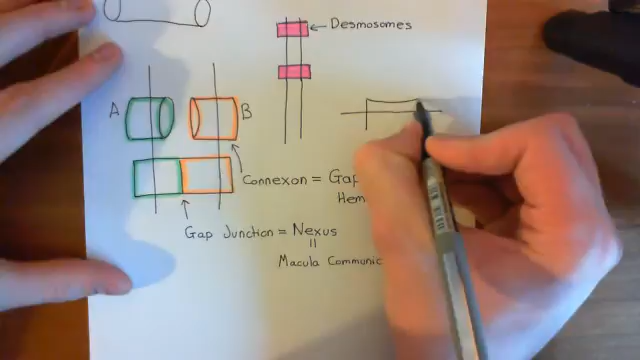 Desmosomes
A
B
Connexon = Gap
Hem
Gap Junction = Nexus
=
Macula Communic